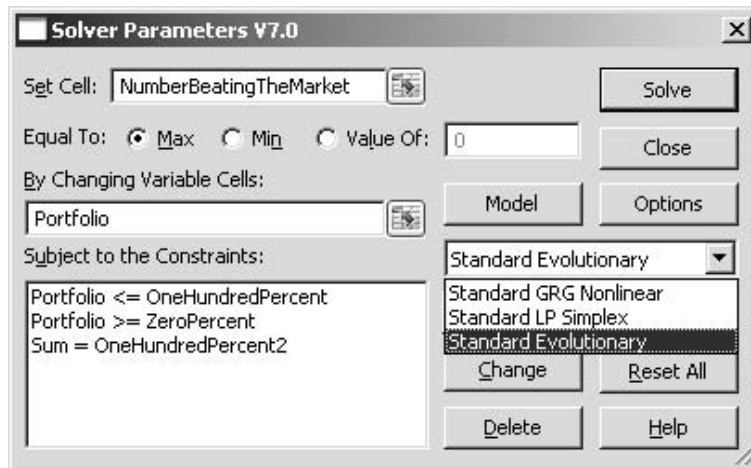 Solver Parameters V7.0
Set Cell: NumberBeatingTheMarket
Solve
Equal To: Max Min Value Of: 0
Close
By Changing Variable Cells:
Portfolio
Model
Options
Subject to the Constraints:
Standard Evolutionary
Portfolio <= OneHundredPercent
Portfolio >= ZeroPercent
Sum = OneHundredPercent2
Standard GRG Nonlinear
Standard LP Simplex
Standard Evolutionary
Change
Reset All
Delete
Help